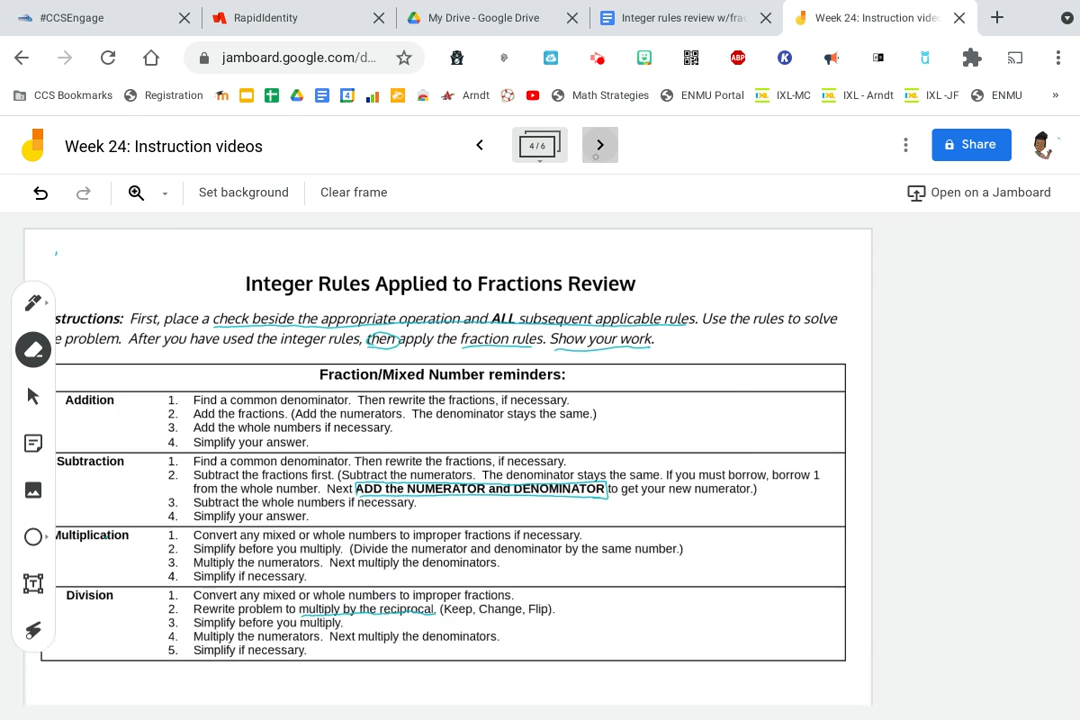 #CCSEngage
RapidIdentity
My Drive - Google Drive
Integer rules review w/fra
Week 24: Instruction vide
jamboard.google.com/d...
ABP
K
CCS Bookmarks
Registration
Arndt
Math Strategies
ENMU Portal
IXL-MC
IXL - Arndt
IXL -JF
ENMU
»
Week 24: Instruction videos
4 / 6
Share
Set background
Clear frame
Open on a Jamboard
Integer Rules Applied to Fractions Review
structions: First, place a check beside the appropriate operation and ALL subsequent applicable rules. Use the rules to solve
e problem. After you have used the integer rules, then apply the fraction rules. Show your work.
Fraction/Mixed Number reminders:
Addition
1. Find a common denominator. Then rewrite the fractions, if necessary.
2. Add the fractions. (Add the numerators. The denominator stays the same.)
3. Add the whole numbers if necessary.
4. Simplify your answer.
Subtraction
1. Find a common denominator. Then rewrite the fractions, if necessary.
2. Subtract the fractions first. (Subtract the numerators. The denominator stays the same. If you must borrow, borrow 1
from the whole number. Next ADD the NUMERATOR and DENOMINATOR to get your new numerator.)
3. Subtract the whole numbers if necessary.
4. Simplify your answer.
Multiplication
1. Convert any mixed or whole numbers to improper fractions if necessary.
2. Simplify before you multiply. (Divide the numerator and denominator by the same number.)
3. Multiply the numerators. Next multiply the denominators.
4. Simplify if necessary.
Division
1. Convert any mixed or whole numbers to improper fractions.
2. Rewrite problem to multiply by the reciprocal. (Keep, Change, Flip).
3. Simplify before you multiply.
4. Multiply the numerators. Next multiply the denominators.
5. Simplify if necessary.